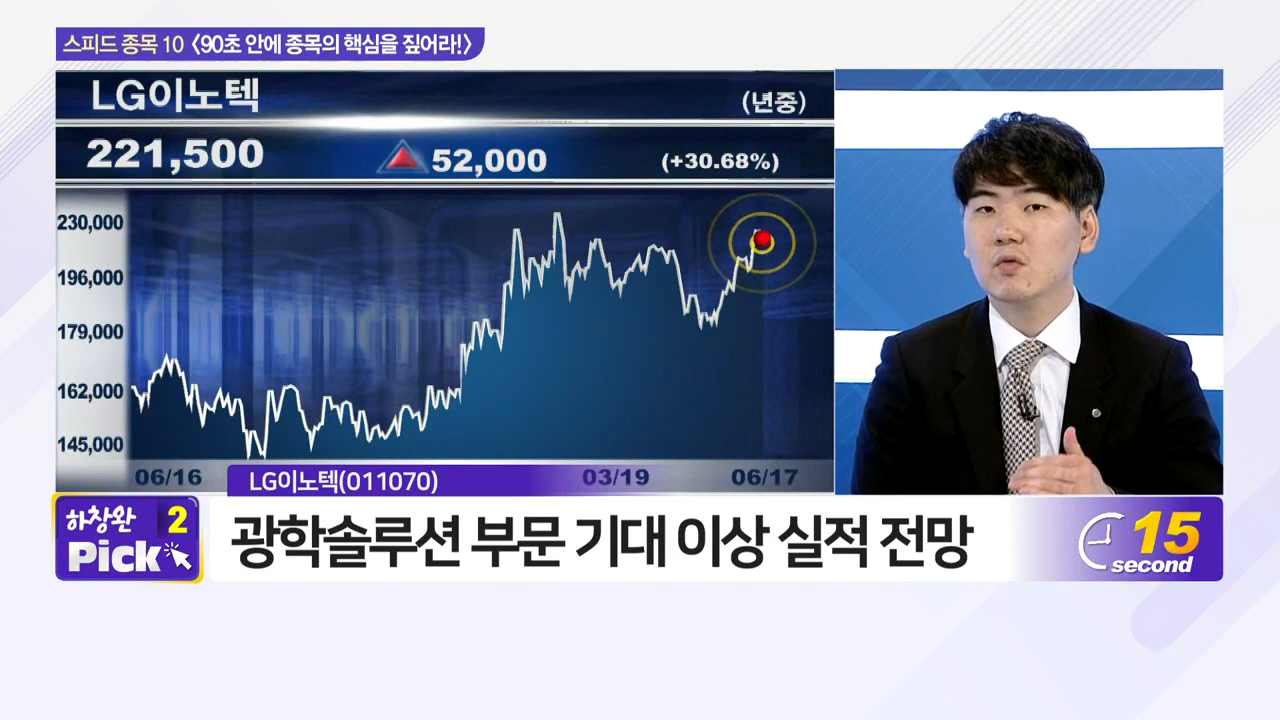 스피드 종목 10 〈90초 안에 종목의 핵심을 짚어라!〉
LG이노텍
(년중)
221,500
52,000
(+30.68%)
230,000
196,000
179,000
162,000
145,000
06/16
03/19
06/17
LG이노텍(011070)
하창완 2
Pick
광학솔루션 부문 기대 이상 실적 전망
15
second